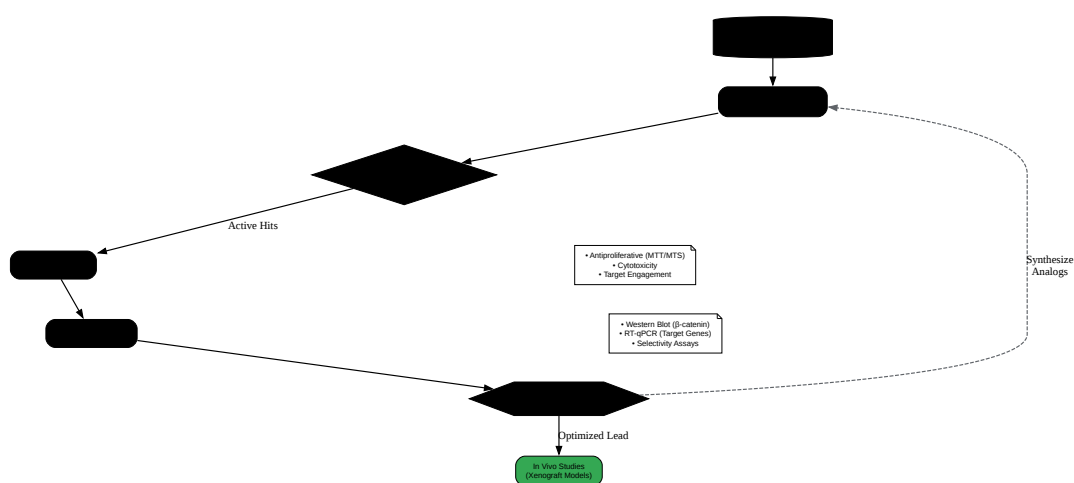 Active Hits
• Antiproliferative (MTT/MTS)
• Cytotoxicity
• Target Engagement
Synthesize
Analogs
• Western Blot (β-catenin)
• RT-qPCR (Target Genes)
• Selectivity Assays
Optimized Lead
In Vivo Studies
(Xenograft Models)